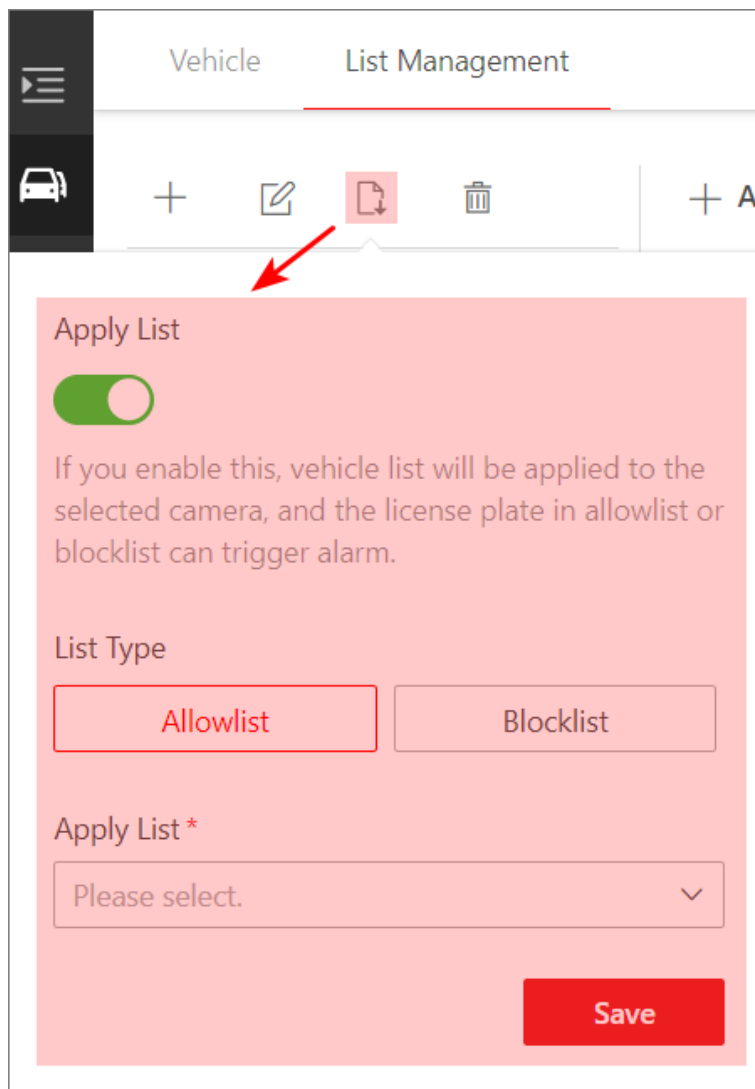 Vehicle
List Management
A
Apply List
If you enable this, vehicle list will be applied to the
selected camera, and the license plate in allowlist or
blocklist can trigger alarm.
List Type
Allowlist
Blocklist
Apply List *
Please select.
Save